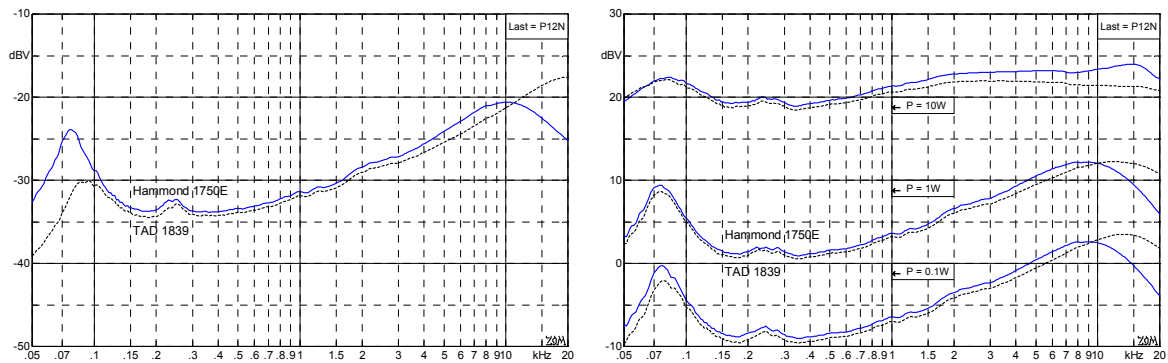 -10
dBV
-20
-30
-40
-50
Last = P12N
Hammond 1750E
TAD 1839
.05 .07 .1 .15 .2 .3 .4 .5 .6 .7 .8 .9 1 1.5 2 3 4 5 6 7 8 9 10 kHz 20
30
dBV
20
10
0
-10
Last = P12N
P = 10W
P = 1W
Hammond 1750E
TAD 1839
P = 0.1W
.05 .07 .1 .15 .2 .3 .4 .5 .6 .7 .8 .9 1 1.5 2 3 4 5 6 7 8 9 10 kHz 20